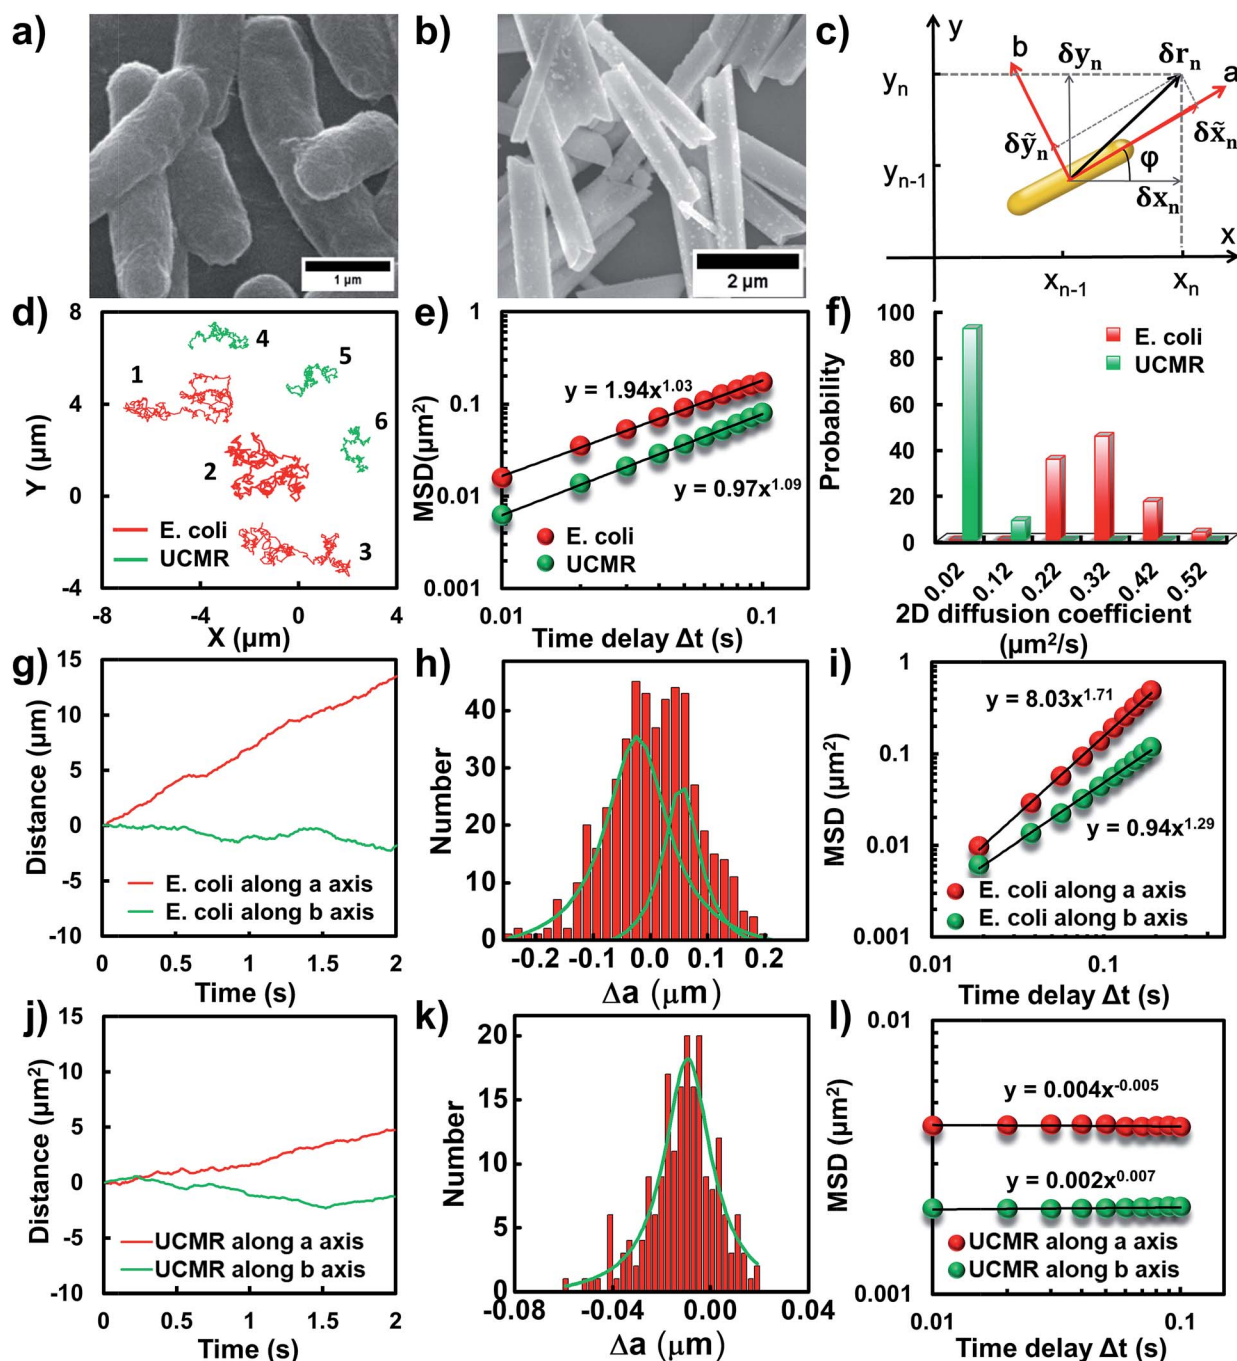 a)
1 µm
b)
2 µm
c)
y
b
δyₙ
δrₙ
a
yₙ
δỹₙ
δx̃ₙ
yₙ₋₁
φ
δxₙ
x
xₙ₋₁
xₙ
d)
8
4
0
-4
Y (µm)
1
2
3
4
5
6
E. coli
UCMR
-8
-4
0
4
X (µm)
e)
1
0.1
0.01
0.001
MSD(µm²)
y = 1.94x^1.03
y = 0.97x^1.09
E. coli
UCMR
0.01
0.1
Time delay Δt (s)
f)
100
80
60
40
20
0
Probability
E. coli
UCMR
0.02
0.12
0.22
0.32
0.42
0.52
2D diffusion coefficient
(µm²/s)
g)
15
10
5
0
-5
-10
Distance (µm)
E. coli along a axis
E. coli along b axis
0
0.5
1
1.5
2
Time (s)
h)
40
30
20
10
0
Number
-0.2
-0.1
0.0
0.1
0.2
Δa (µm)
i)
1
0.1
0.01
0.001
MSD (µm²)
y = 8.03x^1.71
y = 0.94x^1.29
E. coli along a axis
E. coli along b axis
0.01
0.1
Time delay Δt (s)
j)
15
10
5
0
-5
-10
Distance (µm²)
UCMR along a axis
UCMR along b axis
0
0.5
1
1.5
2
Time (s)
k)
20
15
10
5
0
Number
-0.08
-0.04
0.00
0.04
Δa (µm)
l)
0.01
0.001
MSD (µm²)
y = 0.004x^-0.005
y = 0.002x^0.007
UCMR along a axis
UCMR along b axis
0.01
0.1
Time delay Δt (s)